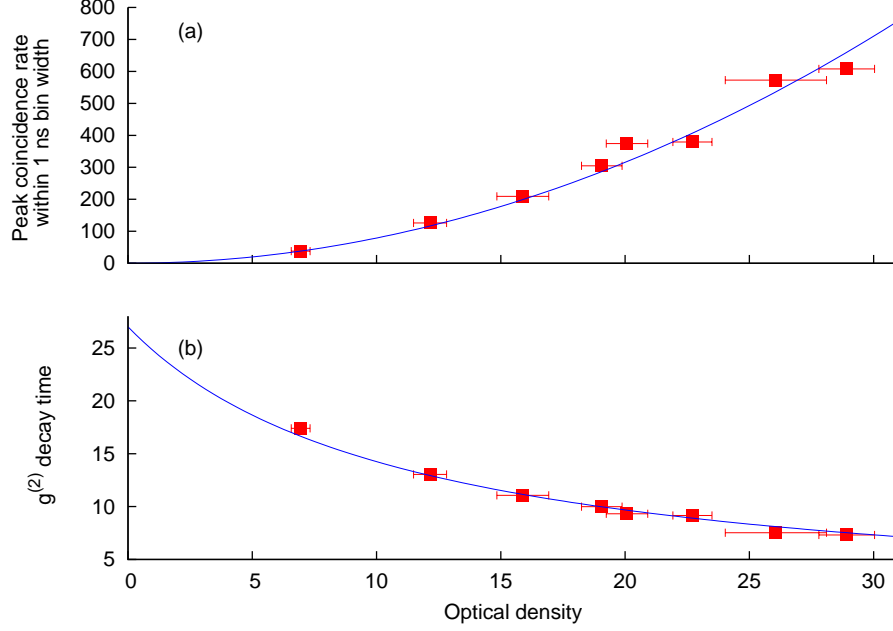 800
700
600
500
400
300
200
100
0
Peak coincidence rate
within 1 ns bin width
(a)
25
20
15
10
5
g(2) decay time
(b)
0 5 10 15 20 25 30
Optical density